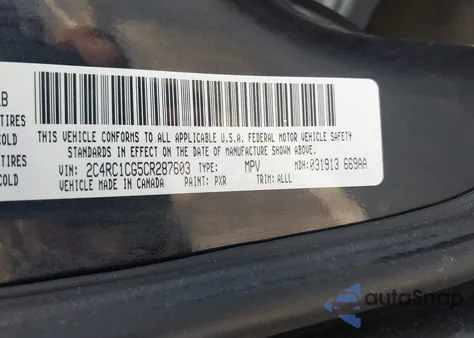 LB
TIRES
COLD
TIRES
COLD
THIS VEHICLE CONFORMS TO ALL APPLICABLE U.S.A. FEDERAL MOTOR VEHICLE SAFETY
STANDARDS IN EFFECT ON THE DATE OF MANUFACTURE SHOWN ABOVE.
VIN: 2C4RC1CG5CR287603 TYPE: MPV MDH:031913 669AA
VEHICLE MADE IN CANADA PAINT: PXR TRIM: ALLL
autoSnap